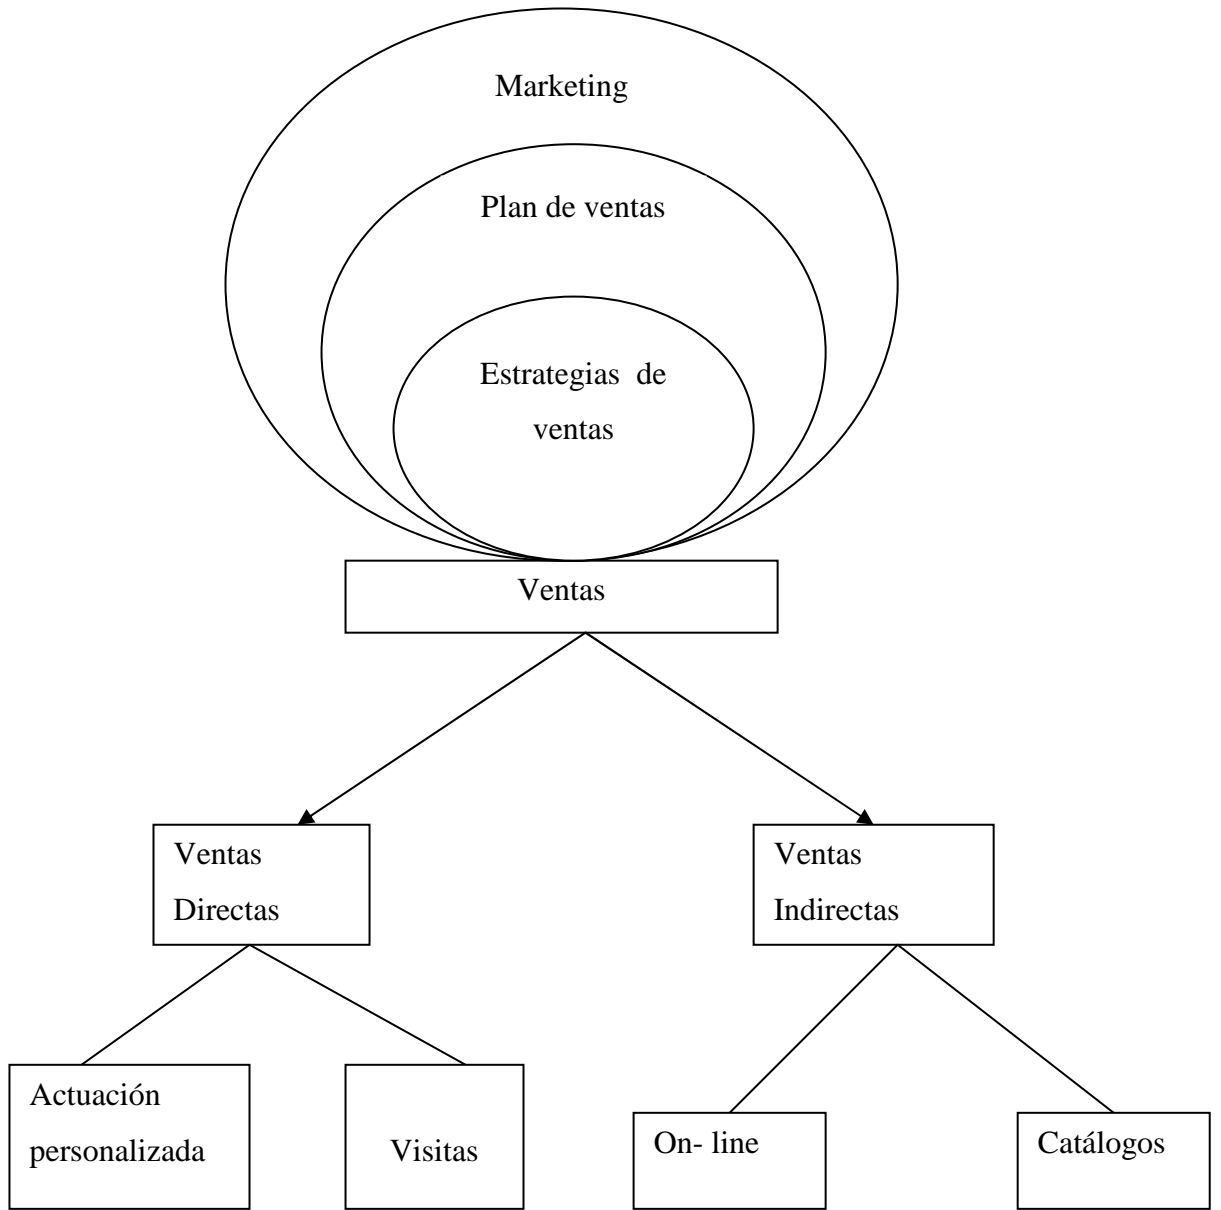 Marketing
Plan de ventas
Estrategias de
ventas
Ventas
Ventas
Directas
Ventas
Indirectas
Actuación
personalizada
Visitas
On- line
Catálogos